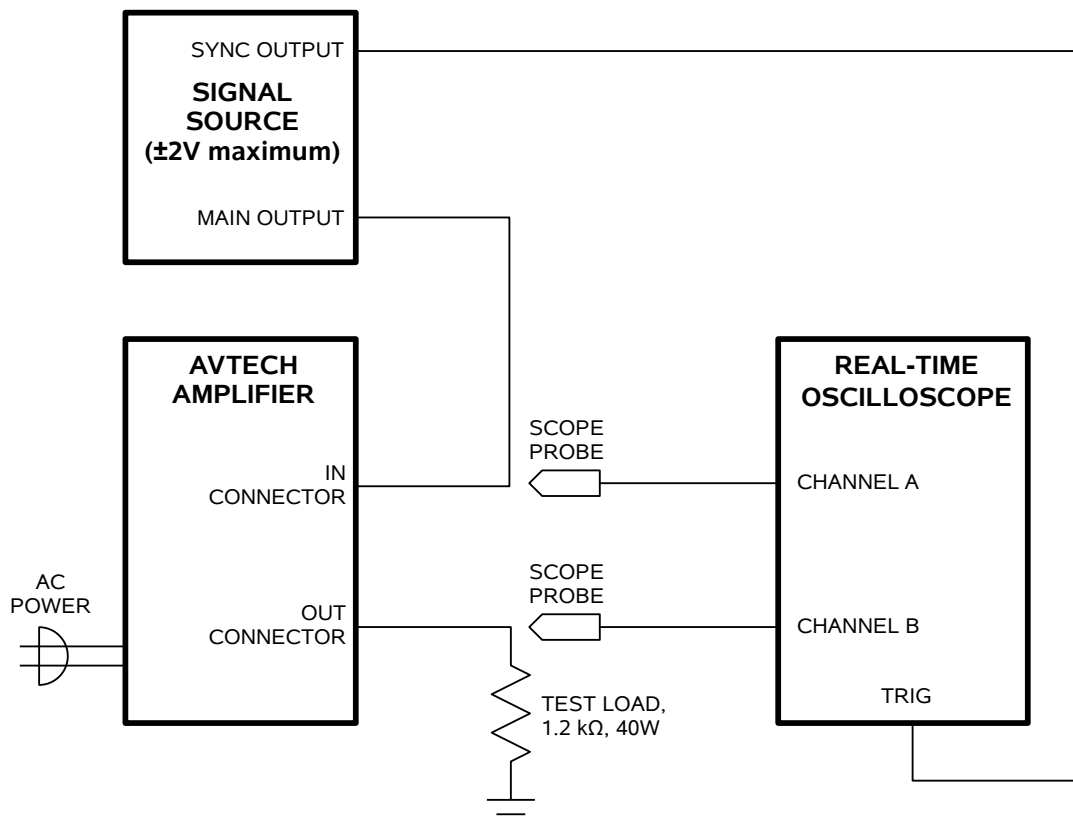 SYNC OUTPUT
SIGNAL
SOURCE
(±2V maximum)
MAIN OUTPUT
AVTECH
AMPLIFIER
IN
CONNECTOR
OUT
CONNECTOR
AC
POWER
SCOPE
PROBE
SCOPE
PROBE
TEST LOAD,
1.2 kΩ, 40W
REAL-TIME
OSCILLOSCOPE
CHANNEL A
CHANNEL B
TRIG